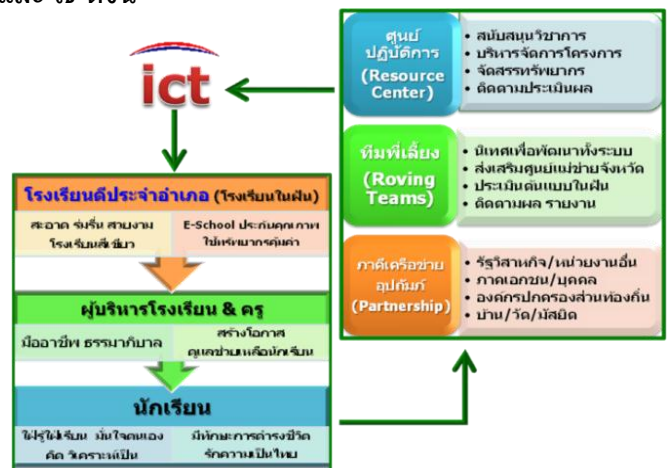 ict
โรงเรียนดีประจำอำเภอ (โรงเรียนในฝัน)
สะอาด ร่มรื่น สวยงาม
โรงเรียนสีเขียว
E-School ประกันคุณภาพ
ใช้ทรัพยากรคุ้มค่า
ผู้บริหารโรงเรียน & ครู
มืออาชีพ ธรรมาภิบาล
สร้างโอกาส
ดูแลช่วยเหลือนักเรียน
นักเรียน
ใฝ่รู้ใฝ่เรียน มั่นใจตนเอง
คิด วิเคราะห์เป็น
มีทักษะการดำรงชีวิต
รักความเป็นไทย
ศูนย์
ปฏิบัติการ
(Resource
Center)
• สนับสนุนวิชาการ
• บริหารจัดการโครงการ
• จัดสรรทรัพยากร
• ติดตามประเมินผล
ทีมพี่เลี้ยง
(Roving
Teams)
• นิเทศเพื่อพัฒนาทั้งระบบ
• ส่งเสริมศูนย์แม่ข่ายจังหวัด
• ประเมินต้นแบบในฝัน
• ติดตามผล รายงาน
ภาคีเครือข่าย
อุปถัมภ์
(Partnership)
• รัฐวิสาหกิจ/หน่วยงานอื่น
• ภาคเอกชน/บุคคล
• องค์กรปกครองส่วนท้องถิ่น
• บ้าน/วัด/มัสยิด